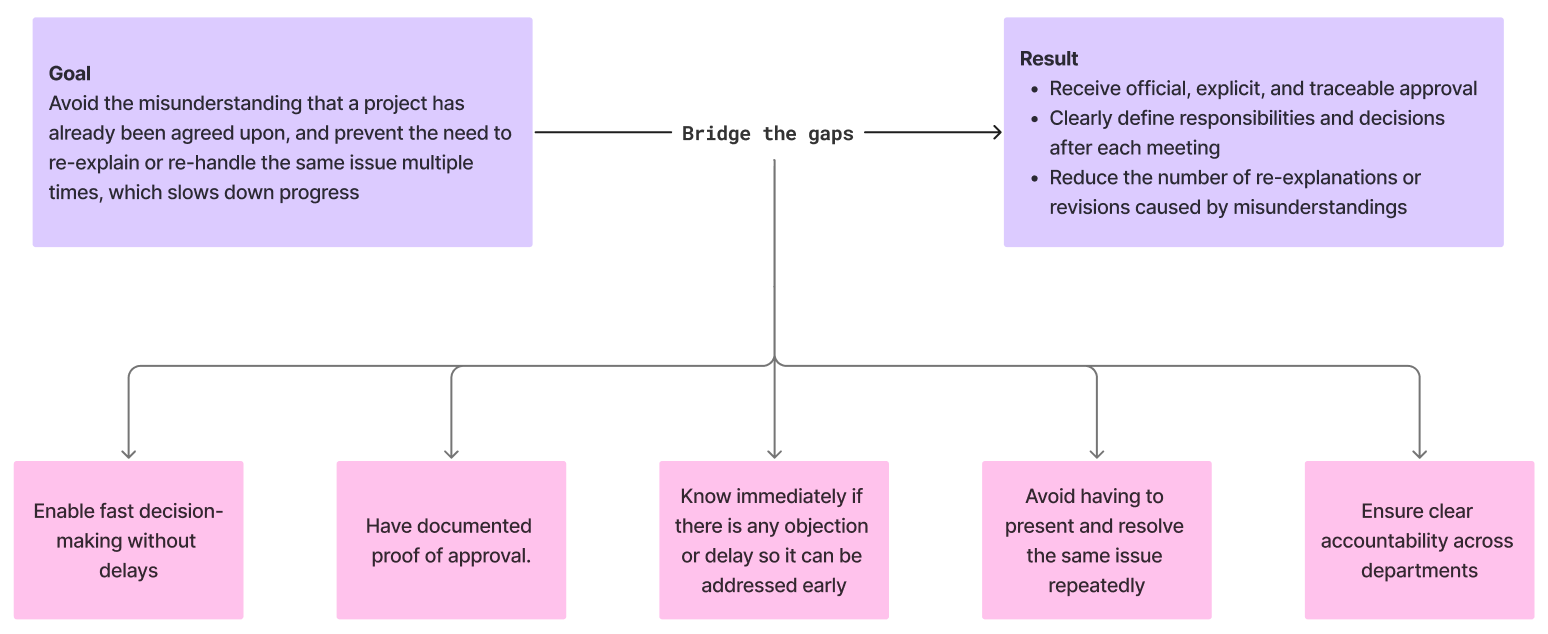 Goal
Avoid the misunderstanding that a project has
already been agreed upon, and prevent the need to
re-explain or re-handle the same issue multiple
times, which slows down progress
Bridge the gaps
Result
• Receive official, explicit, and traceable approval
• Clearly define responsibilities and decisions
after each meeting
• Reduce the number of re-explanations or
revisions caused by misunderstandings
Enable fast decision-
making without
delays
Have documented
proof of approval.
Know immediately if
there is any objection
or delay so it can be
addressed early
Avoid having to
present and resolve
the same issue
repeatedly
Ensure clear
accountability across
departments